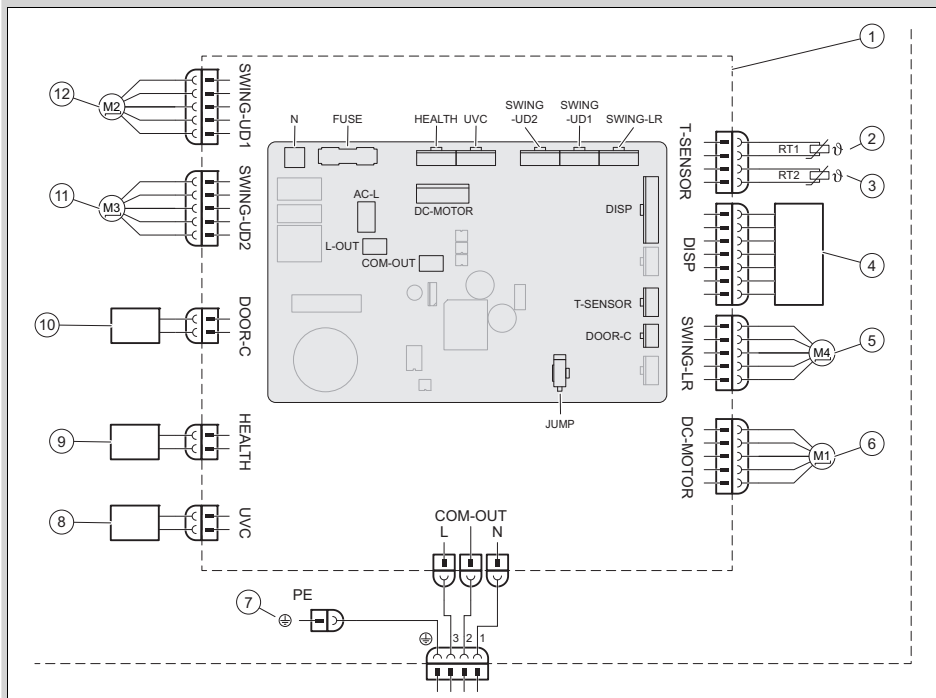 1
12
M2
SWING-UD1
N
FUSE
HEALTH
UVC
SWING
-UD2
SWING
-UD1
SWING-LR
T-SENSOR
RT1
ϑ
2
RT2
ϑ
3
11
M3
SWING-UD2
AC-L
DC-MOTOR
L-OUT
COM-OUT
DISP
DISP
4
10
DOOR-C
T-SENSOR
DOOR-C
SWING-LR
M4
5
JUMP
9
HEALTH
DC-MOTOR
M1
6
8
UVC
COM-OUT
L
N
7
PE
3
2
1